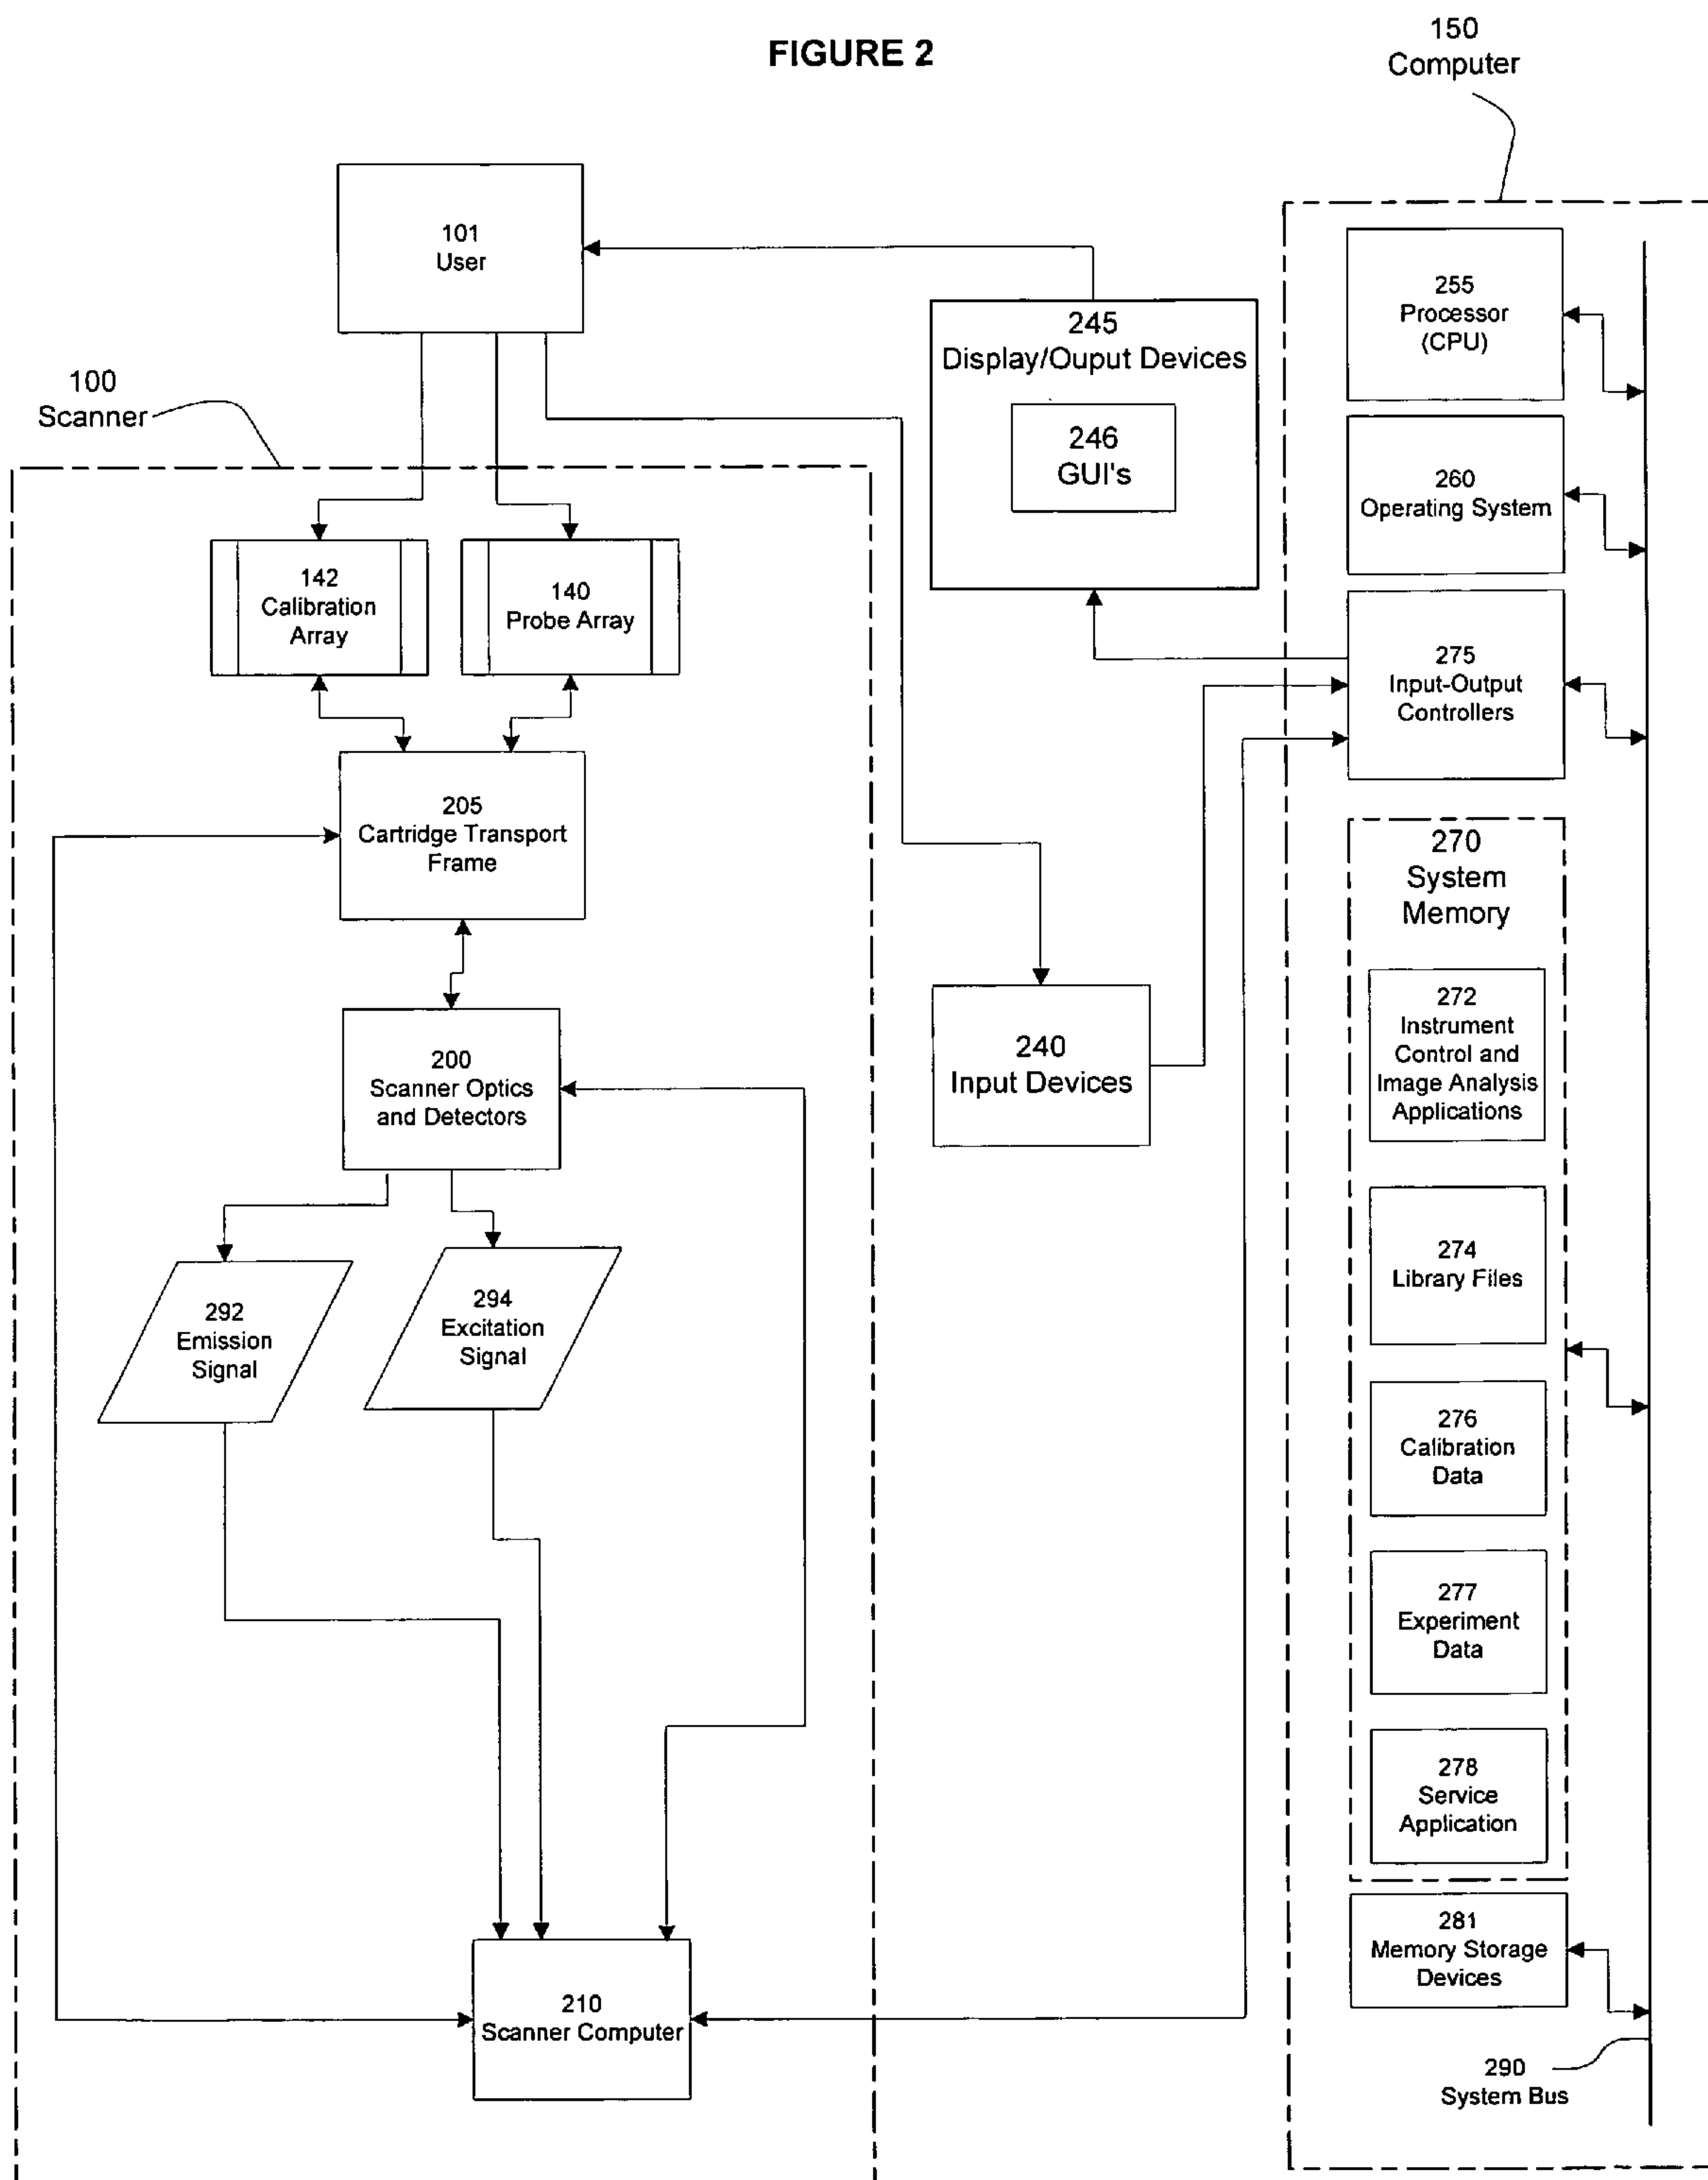 FIGURE 2
150
Computer
101
User
100
Scanner
245
Display/Ouput Devices
246
GUI's
255
Processor
(CPU)
260
Operating System
142
Calibration
Array
140
Probe Array
275
Input-Output
Controllers
205
Cartridge Transport
Frame
270
System
Memory
200
Scanner Optics
and Detectors
240
Input Devices
272
Instrument
Control and
Image Analysis
Applications
292
Emission
Signal
294
Excitation
Signal
274
Library Files
276
Calibration
Data
277
Experiment
Data
278
Service
Application
210
Scanner Computer
281
Memory Storage
Devices
290
System Bus